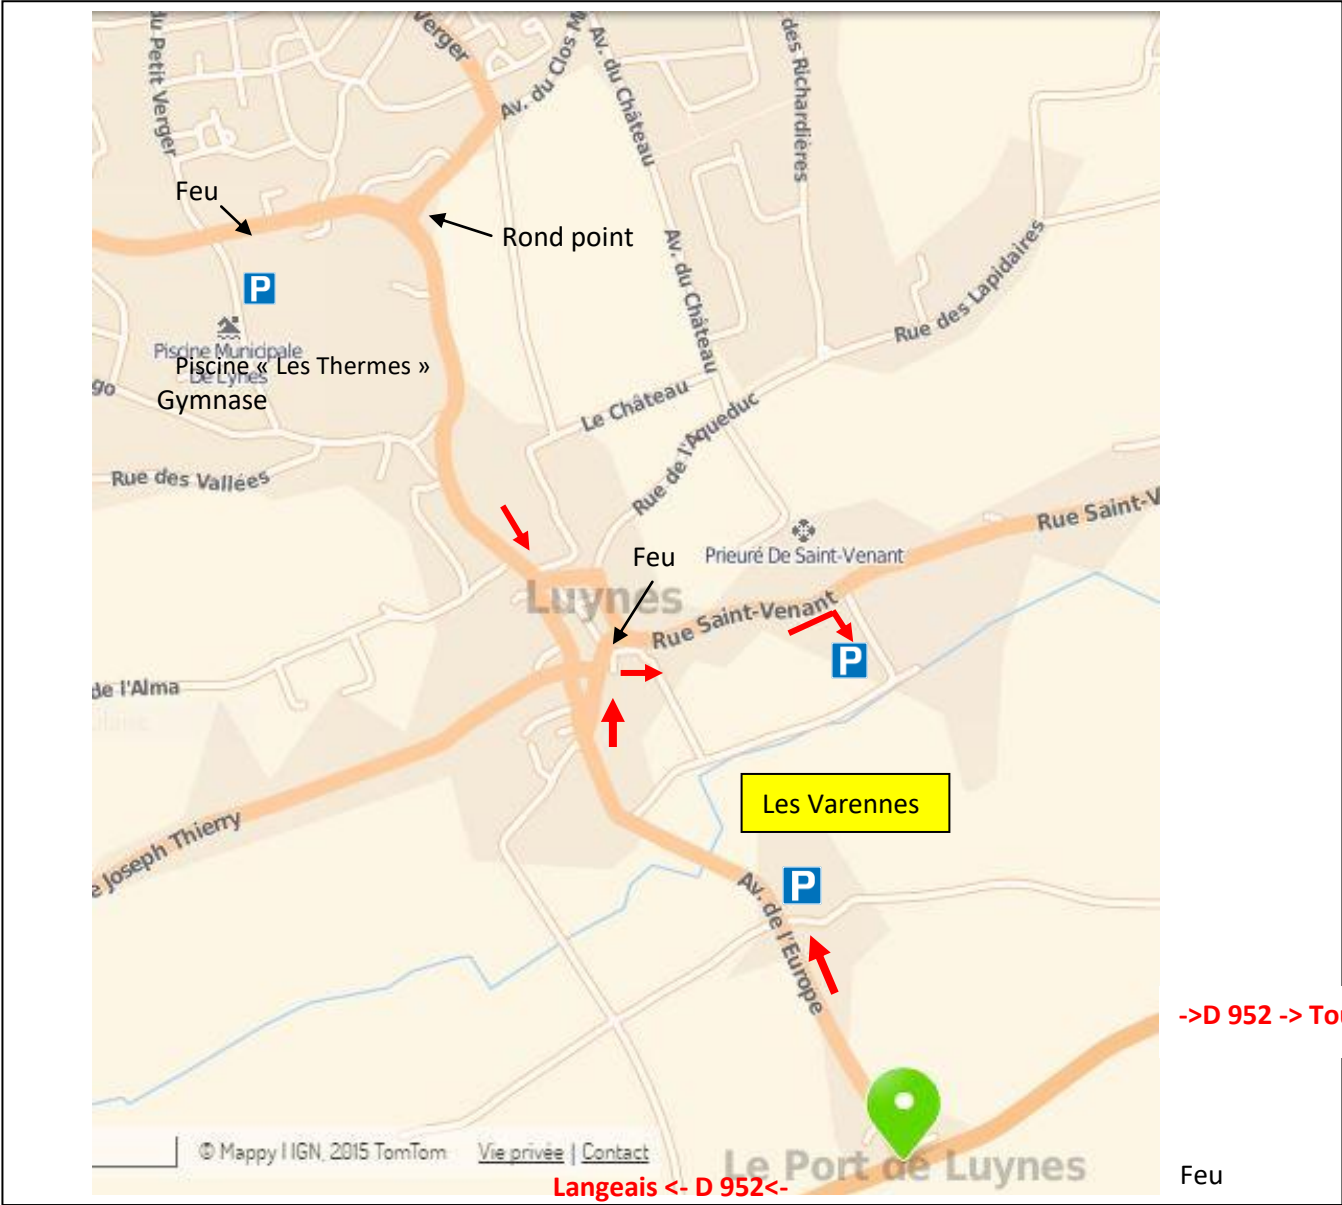 du Petit Verger
Verger
Av. du Clos M
Av. du Château
des Richardières
Feu
Rond point
Av. du Château
Rue des Lapidaires
P
Piscine Municipale
De Lynes
Piscine « Les Thermes »
Gymnase
go
Le Château
Rue de l'Aqueduc
Rue des Vallées
Rue Saint-V
Feu
Prieuré De Saint-Venant
Luynes
Rue Saint-Venant
P
de l'Alma
Les Varennes
e Joseph Thierry
P
Av. de l'Europe
->D 952 -> Tou
© Mappy I IGN, 2015 TomTom Vie privée | Contact
Le Port de Luynes
Feu
Langeais <- D 952<-